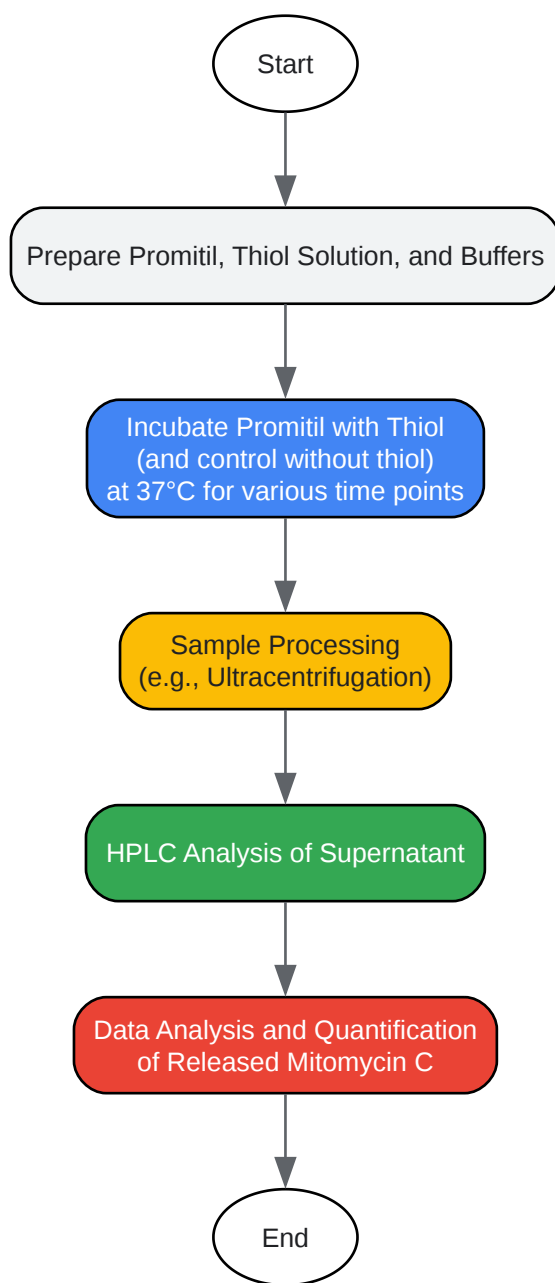 Start
Prepare Promitil, Thiol Solution, and Buffers
Incubate Promitil with Thiol
(and control without thiol)
at 37°C for various time points
Sample Processing
(e.g., Ultracentrifugation)
HPLC Analysis of Supernatant
Data Analysis and Quantification
of Released Mitomycin C
End